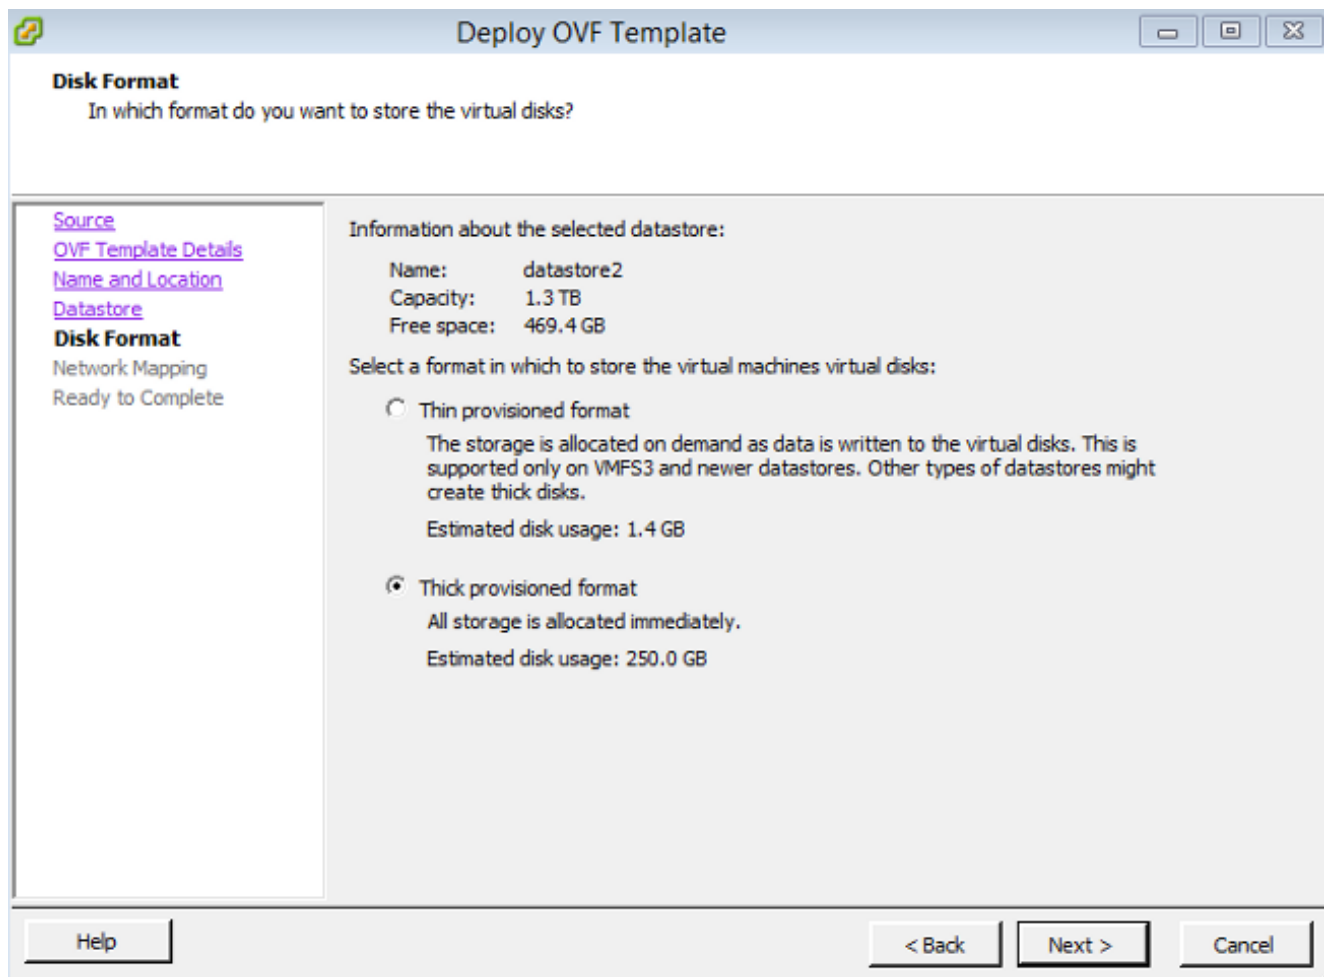 Deploy OVF Template
Disk Format
In which format do you want to store the virtual disks?
Source
OVF Template Details
Name and Location
Datastore
Disk Format
Network Mapping
Ready to Complete
Information about the selected datastore:
Name: datastore2
Capacity: 1.3 TB
Free space: 469.4 GB
Select a format in which to store the virtual machines virtual disks:
Thin provisioned format
The storage is allocated on demand as data is written to the virtual disks. This is
supported only on VMFS3 and newer datastores. Other types of datastores might
create thick disks.
Estimated disk usage: 1.4 GB
Thick provisioned format
All storage is allocated immediately.
Estimated disk usage: 250.0 GB
Help
< Back
Next >
Cancel